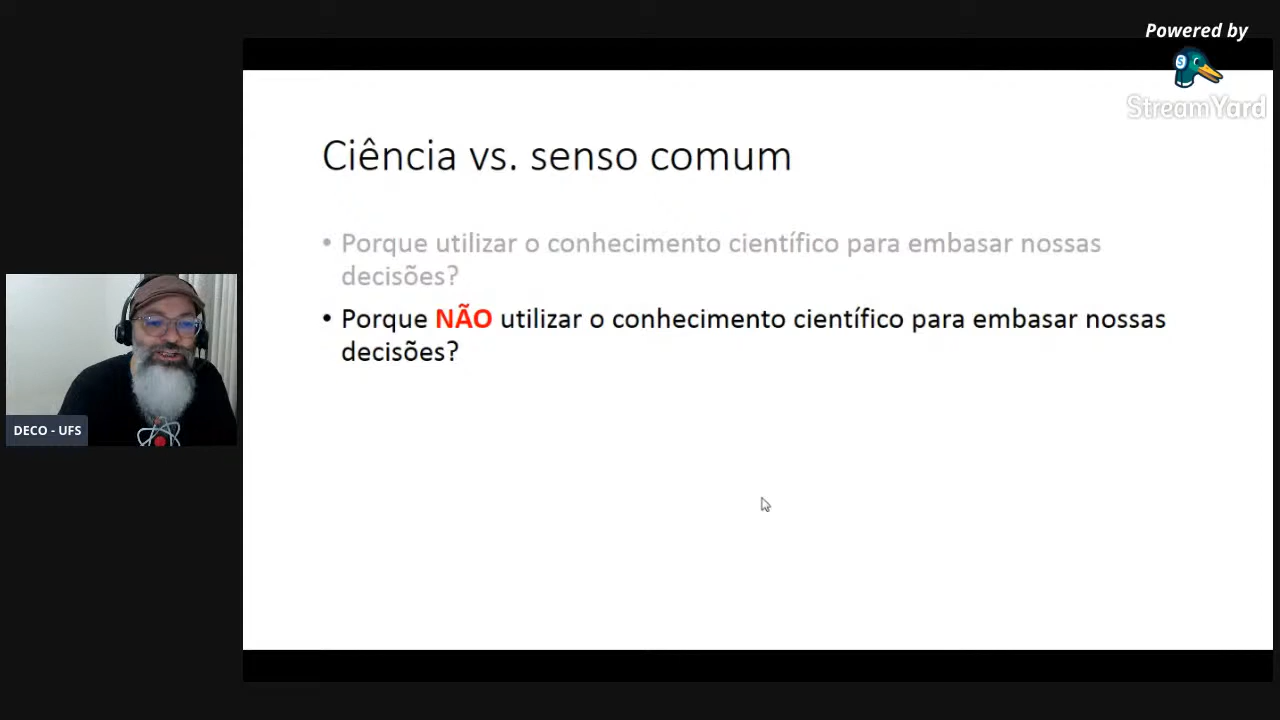 Powered by
StreamYard
Ciência vs. senso comum
• Porque utilizar o conhecimento científico para embasar nossas
decisões?
• Porque NÃO utilizar o conhecimento científico para embasar nossas
decisões?
DECO - UFS